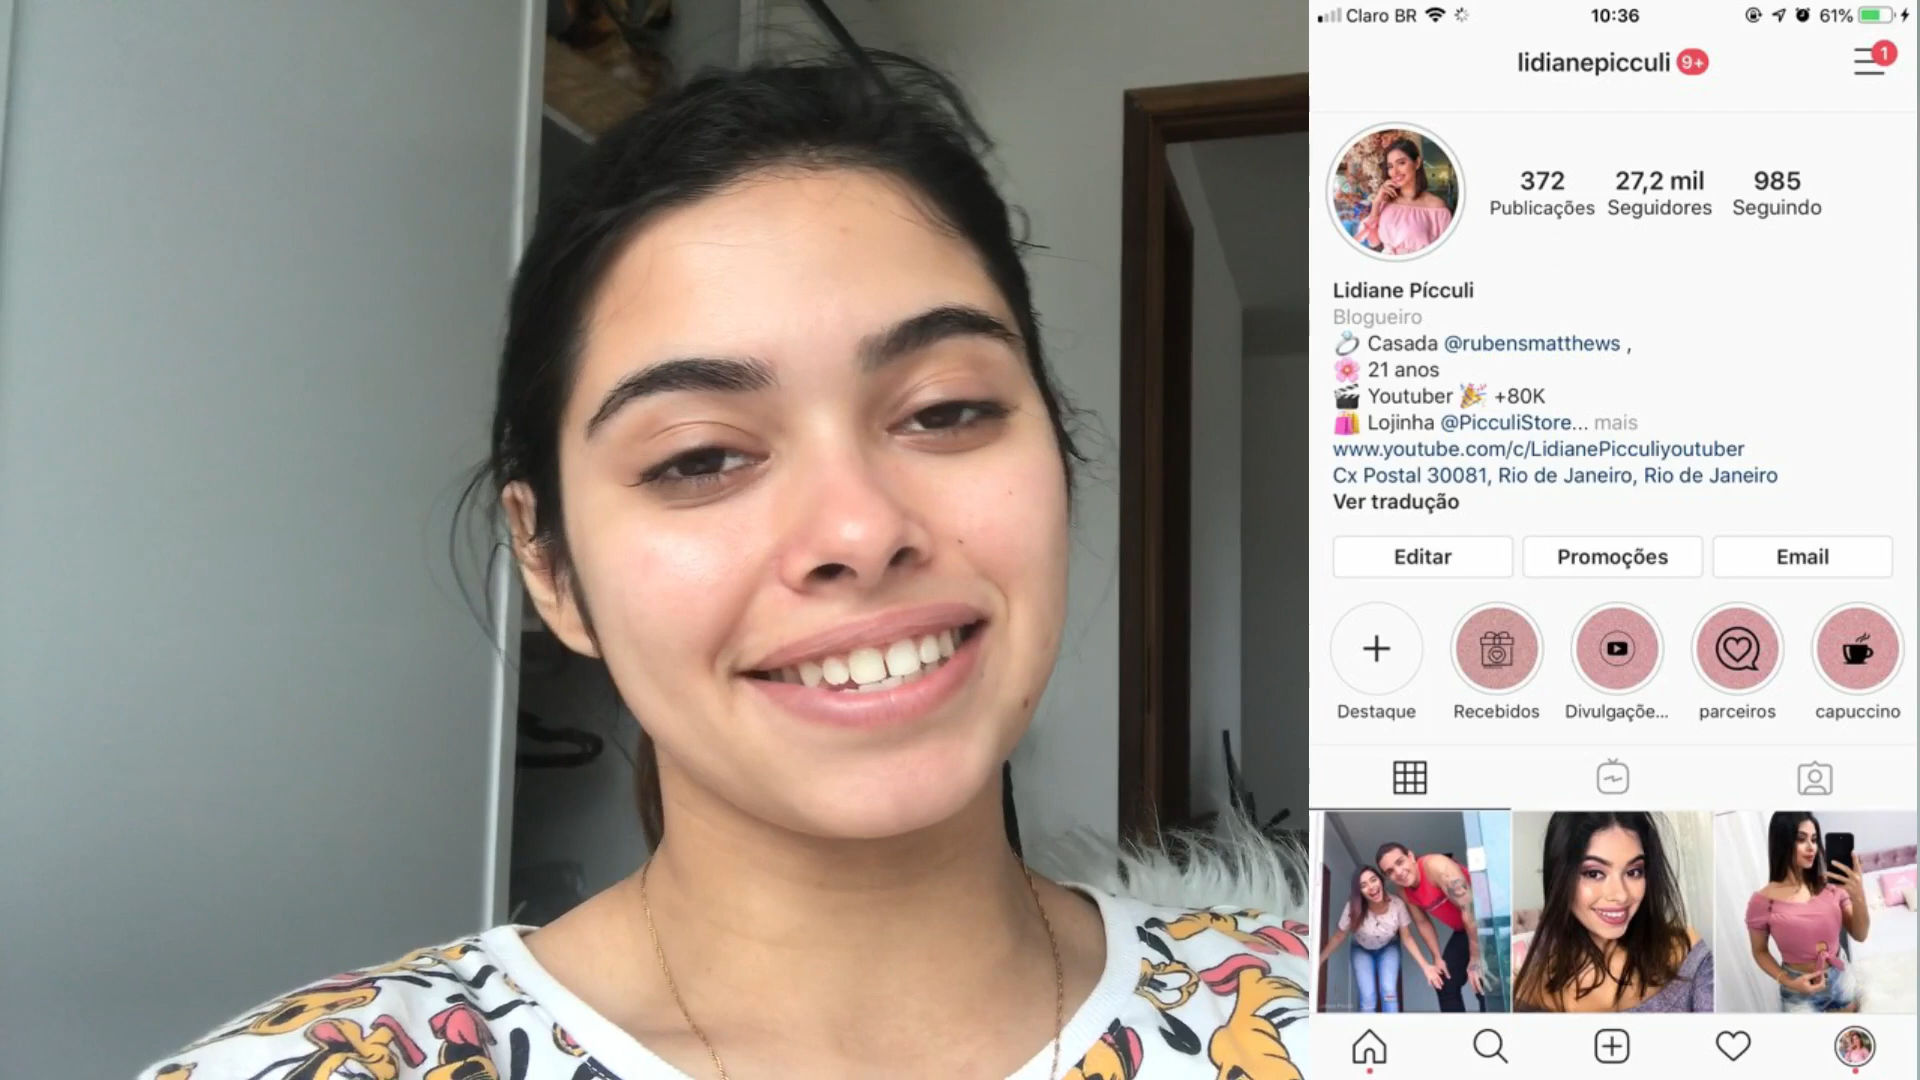 Claro BR
10:36
61%
lidianepicculi 9+
1
372
Publicações
27,2 mil
Seguidores
985
Seguindo
Lidiane Pícculi
Blogueiro
💍 Casada @rubensmatthews ,
🌸 21 anos
🎬 Youtuber 🎉 +80K
🛍️ Lojinha @PicculiStore... mais
www.youtube.com/c/LidianePicculiyoutuber
Cx Postal 30081, Rio de Janeiro, Rio de Janeiro
Ver tradução
Editar
Promoções
Email
Destaque
Recebidos
Divulgaçõe...
parceiros
capuccino